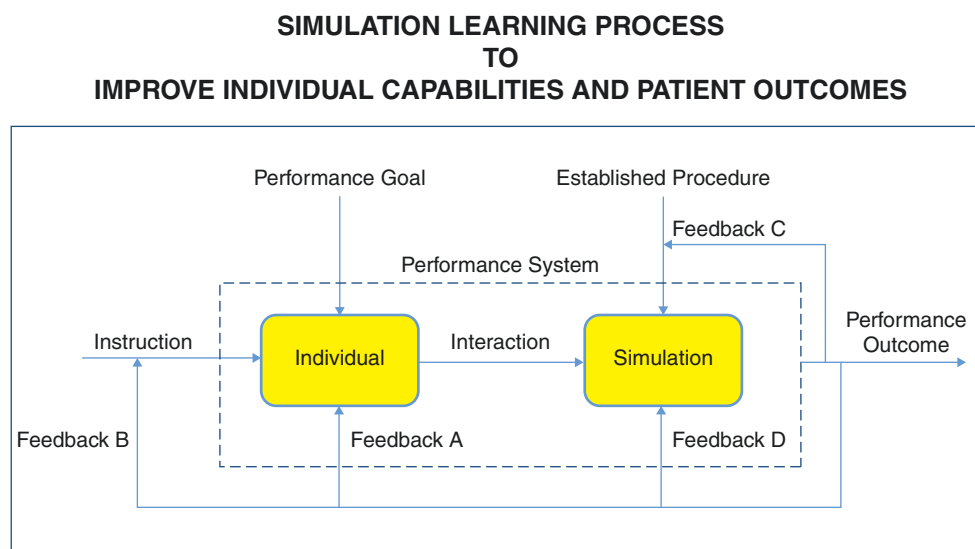 SIMULATION LEARNING PROCESS
TO
IMPROVE INDIVIDUAL CAPABILITIES AND PATIENT OUTCOMES
Performance Goal
Established Procedure
Feedback C
Performance System
Instruction
Individual
Interaction
Simulation
Performance
Outcome
Feedback B
Feedback A
Feedback D